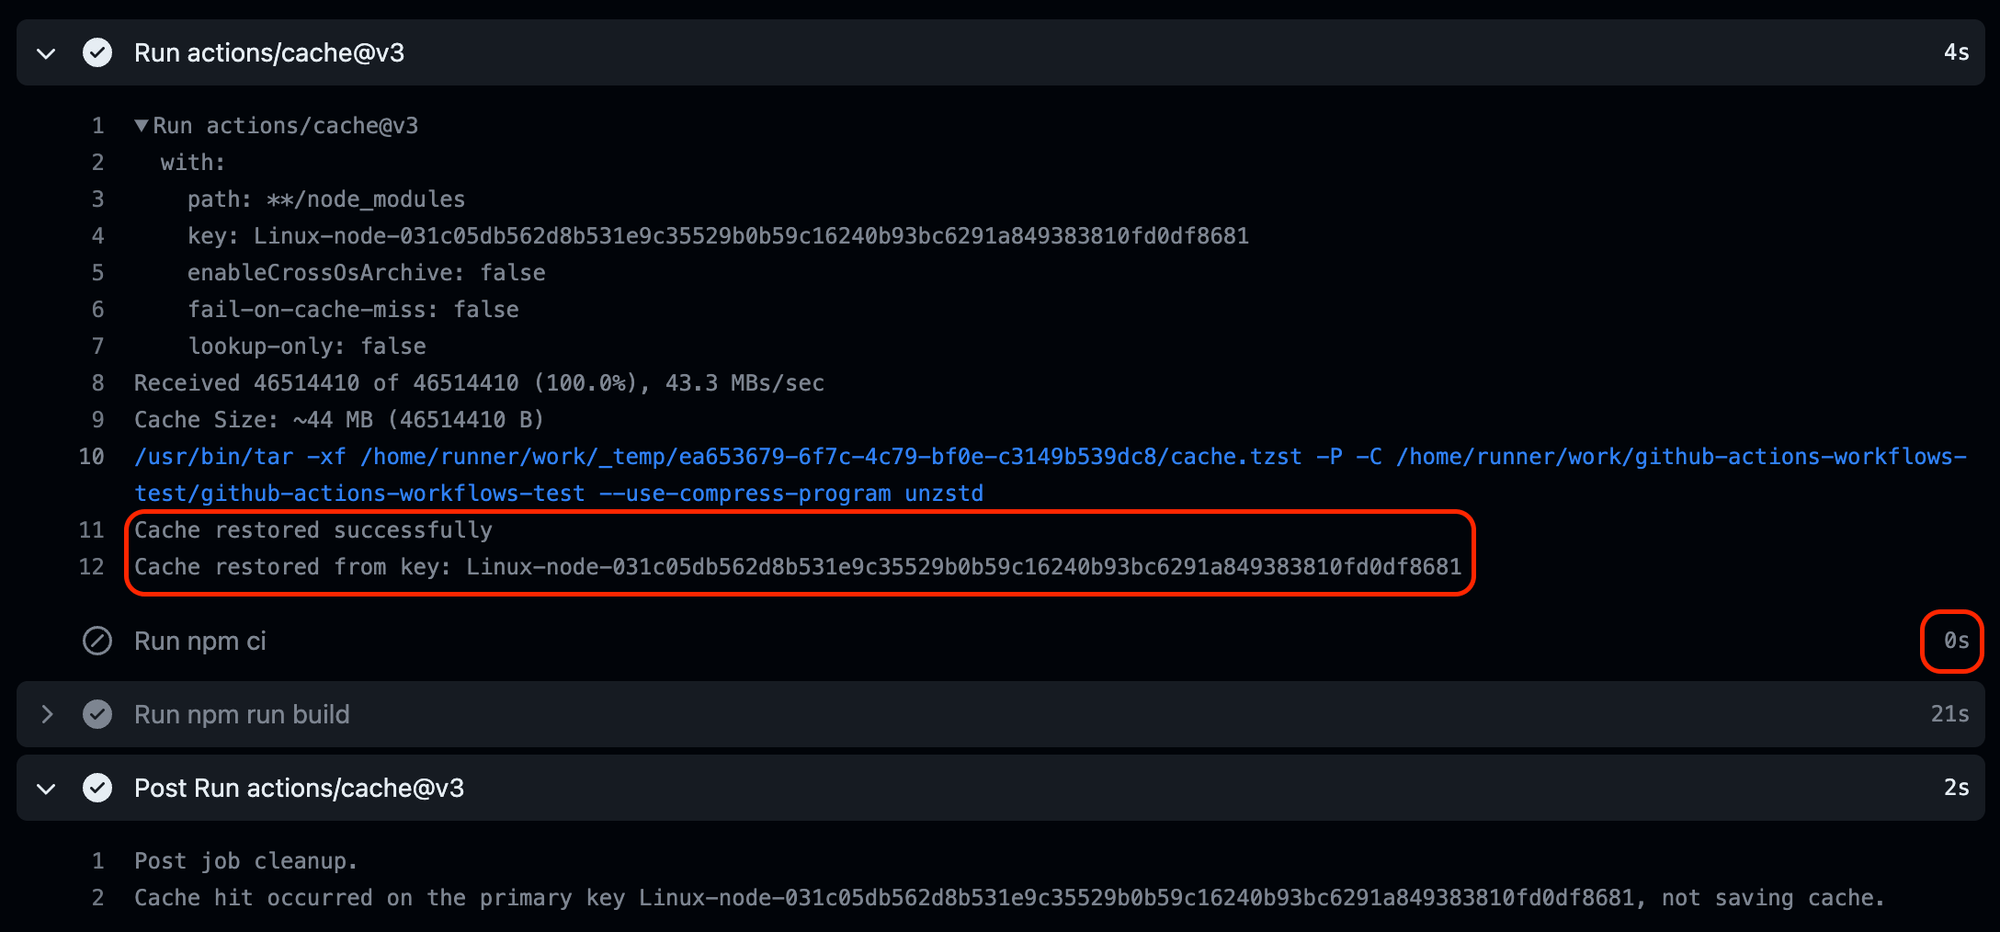 Run actions/cache@v3 4s
1 ▼Run actions/cache@v3
2 with:
3 path: **/node_modules
4 key: Linux-node-031c05db562d8b531e9c35529b0b59c16240b93bc6291a849383810fd0df8681
5 enableCrossOsArchive: false
6 fail-on-cache-miss: false
7 lookup-only: false
8 Received 46514410 of 46514410 (100.0%), 43.3 MBs/sec
9 Cache Size: ~44 MB (46514410 B)
10 /usr/bin/tar -xf /home/runner/work/_temp/ea653679-6f7c-4c79-bf0e-c3149b539dc8/cache.tzst -P -C /home/runner/work/github-actions-workflows-
test/github-actions-workflows-test --use-compress-program unzstd
11 Cache restored successfully
12 Cache restored from key: Linux-node-031c05db562d8b531e9c35529b0b59c16240b93bc6291a849383810fd0df8681
Run npm ci 0s
Run npm run build 21s
Post Run actions/cache@v3 2s
1 Post job cleanup.
2 Cache hit occurred on the primary key Linux-node-031c05db562d8b531e9c35529b0b59c16240b93bc6291a849383810fd0df8681, not saving cache.